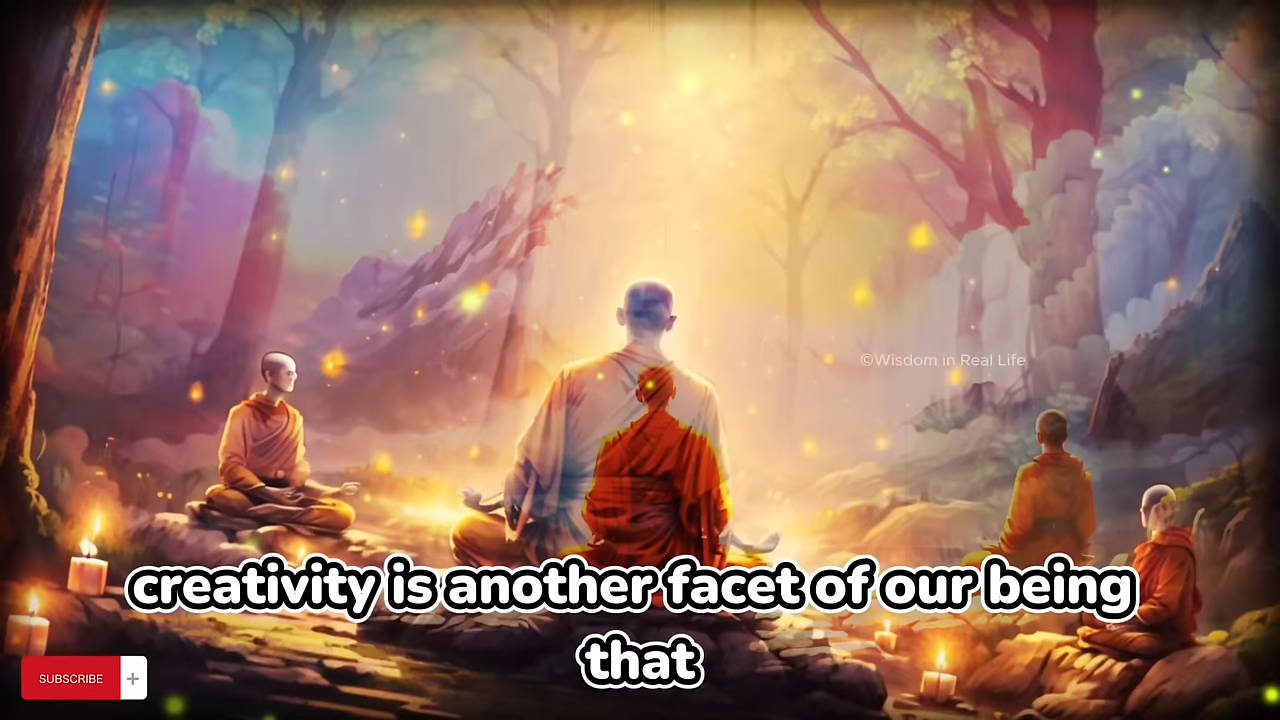 ©Wisdom in Real Life
creativity is another facet of our being
that
SUBSCRIBE +